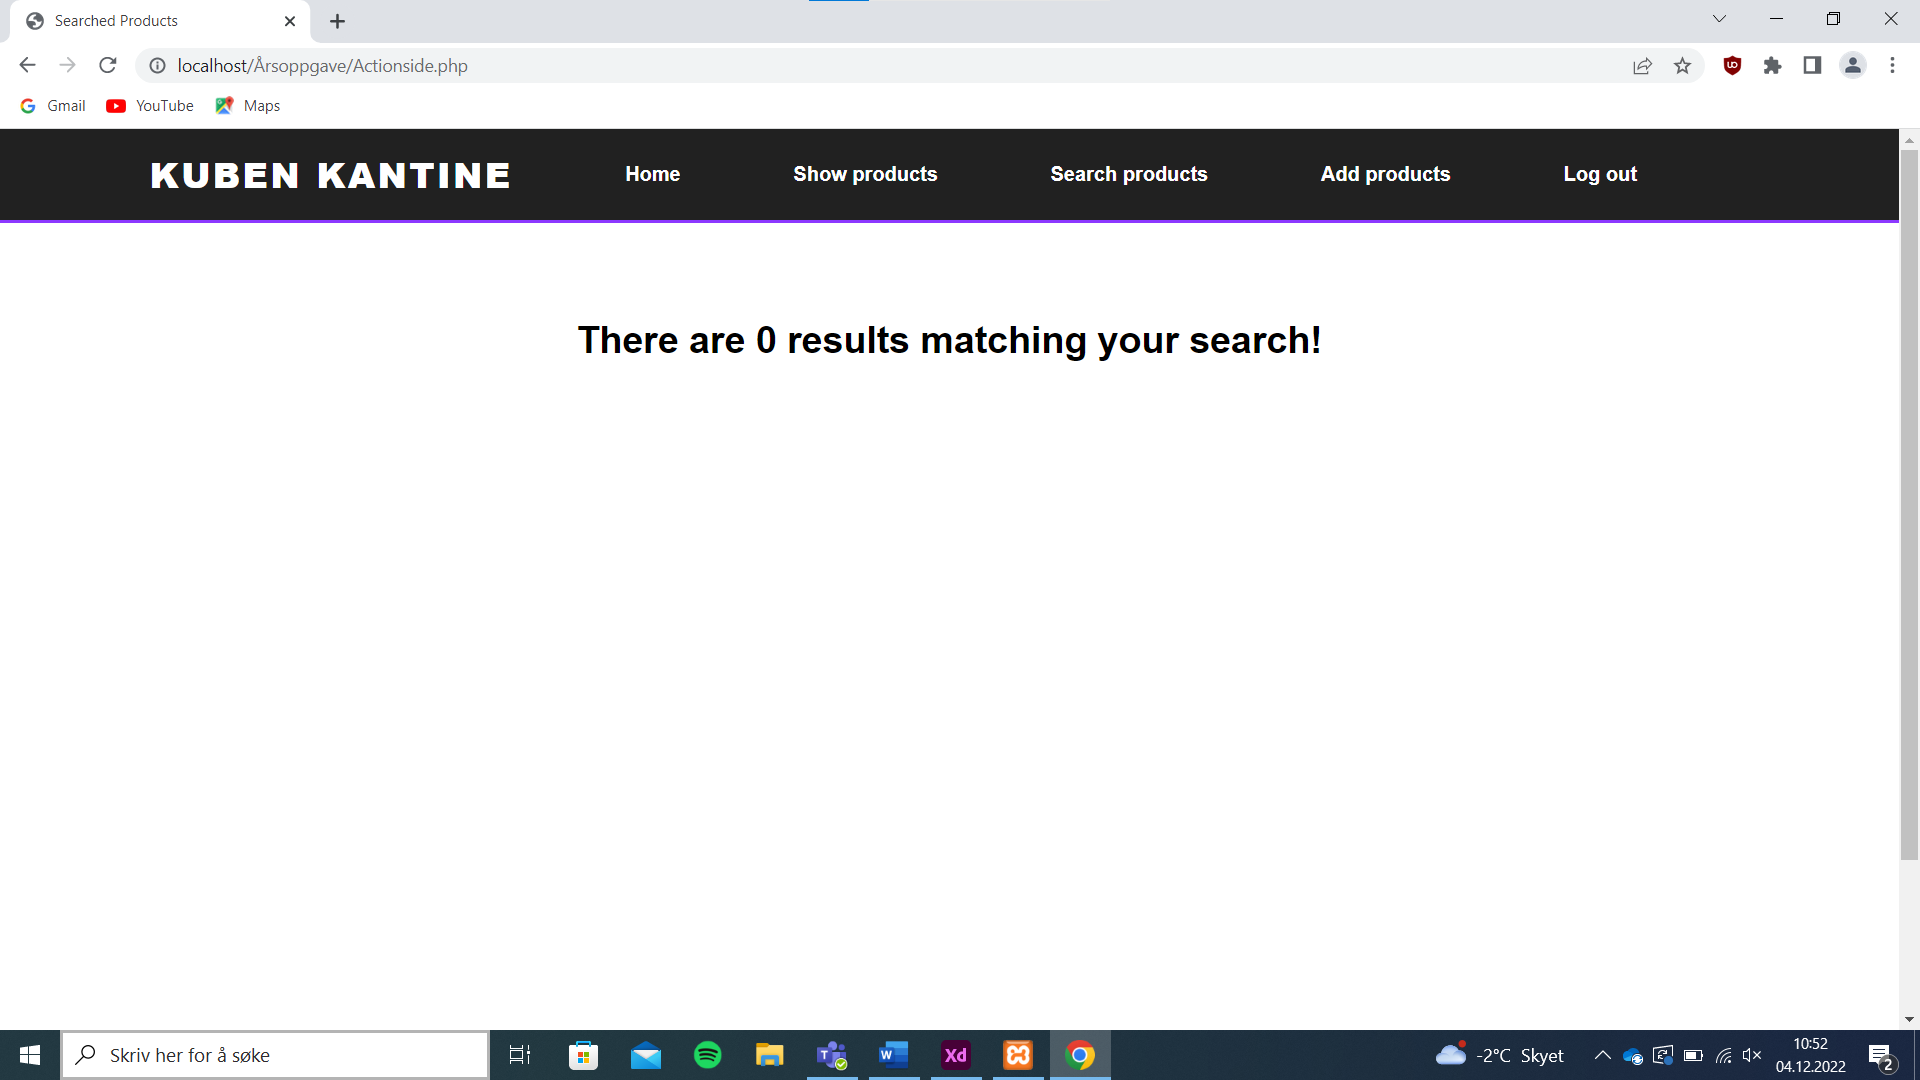 Searched Products
localhost/Årsoppgave/Actionside.php
Gmail YouTube Maps
KUBEN KANTINE Home Show products Search products Add products Log out
There are 0 results matching your search!
Skriv her for å søke
W
Xd
-2°C Skyet
10:52
04.12.2022
2